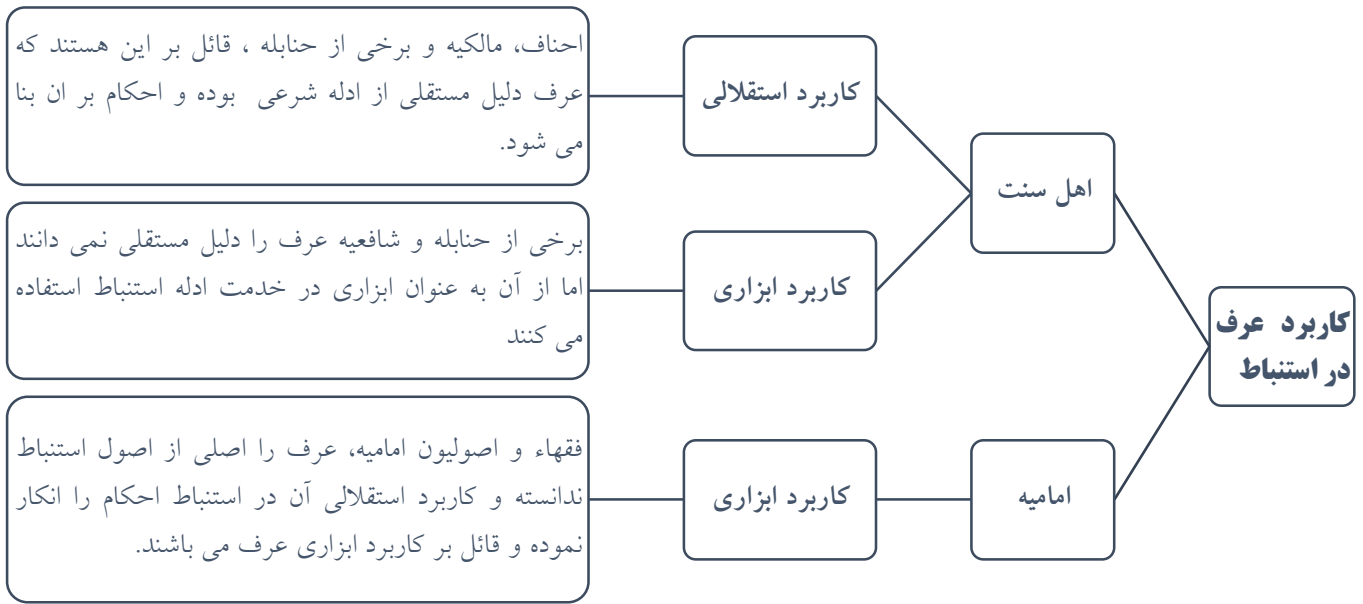 کاربرد عرف
در استنباط
اهل سنت
کاربرد استقلالی
احناف، مالکیه و برخی از حنابله ، قائل بر این هستند که
عرف دلیل مستقلی از ادله شرعی بوده و احکام بر ان بنا
می شود.
کاربرد ابزاری
برخی از حنابله و شافعیه عرف را دلیل مستقلی نمی دانند
اما از آن به عنوان ابزاری در خدمت ادله استنباط استفاده
می کنند
امامیه
کاربرد ابزاری
فقهاء و اصولیون امامیه، عرف را اصلی از اصول استنباط
ندانسته و کاربرد استقلالی آن در استنباط احکام را انکار
نموده و قائل بر کاربرد ابزاری عرف می باشند.